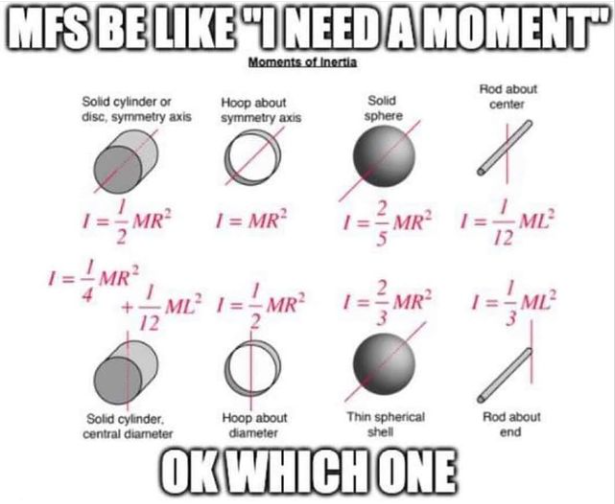 MFS BE LIKE "I NEED A MOMENT"
Moments of Inertia
Solid cylinder or
disc, symmetry axis
Hoop about
symmetry axis
Solid
sphere
Rod about
center
I = 1/2 MR²
I = MR²
I = 2/5 MR²
I = 1/12 ML²
I = 1/4 MR²
+ 1/12 ML²
I = 1/2 MR²
I = 2/3 MR²
I = 1/3 ML²
Solid cylinder,
central diameter
Hoop about
diameter
Thin spherical
shell
Rod about
end
OK WHICH ONE